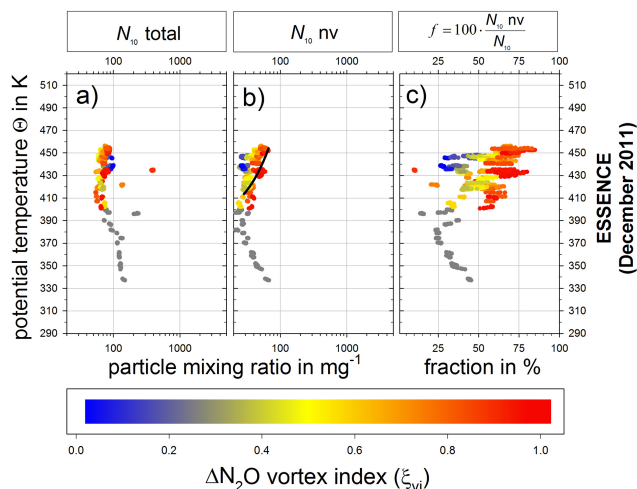 N₁₀ total
N₁₀ nv
f = 100 · N₁₀ nv / N₁₀
100 1000
100 1000
25 50 75 100
a)
b)
c)
510
490
470
450
430
410
390
370
350
330
310
290
potential temperature Θ in K
510
490
470
450
430
410
390
370
350
330
310
290
ESSENCE
(December 2011)
100 1000
100 1000
25 50 75 100
particle mixing ratio in mg⁻¹
fraction in %
0.0 0.2 0.4 0.6 0.8 1.0
ΔN₂O vortex index (ξvi)